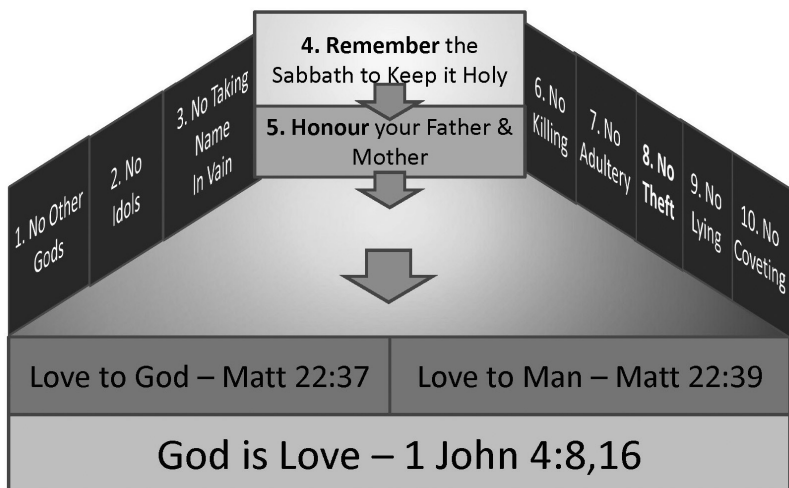 4. Remember the
Sabbath to Keep it Holy
5. Honour your Father &
Mother
1. No Other
Gods
2. No
Idols
3. No Taking
Name
In Vain
6. No
Killing
7. No
Adultery
8. No
Theft
9. No
Lying
10. No
Coveting
Love to God – Matt 22:37
Love to Man – Matt 22:39
God is Love – 1 John 4:8,16